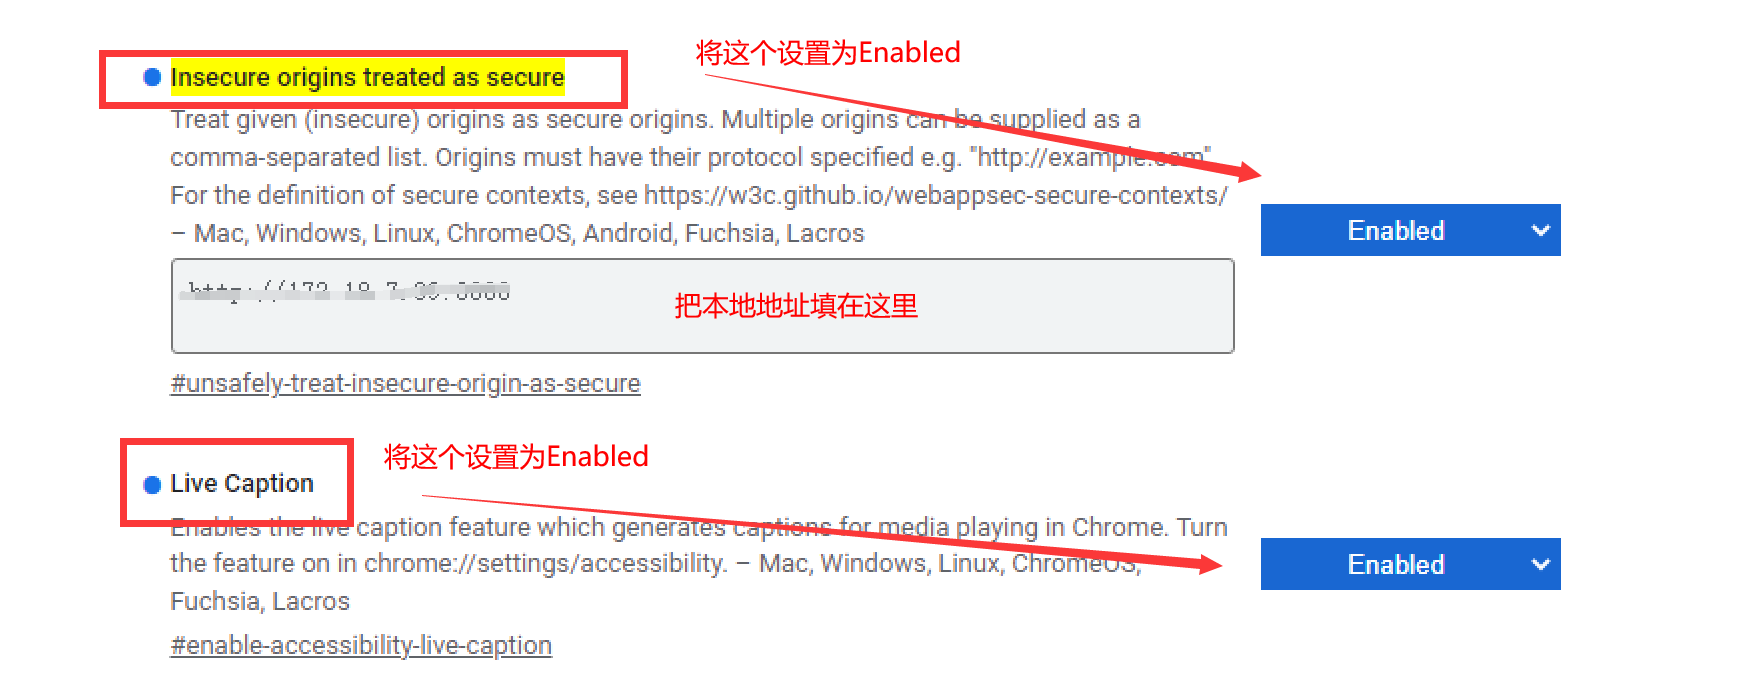 将这个设置为Enabled
Insecure origins treated as secure
Treat given (insecure) origins as secure origins. Multiple origins can be supplied as a
comma-separated list. Origins must have their protocol specified e.g. "http://example.com".
For the definition of secure contexts, see https://w3c.github.io/webappsec-secure-contexts/
– Mac, Windows, Linux, ChromeOS, Android, Fuchsia, Lacros
Enabled
把本地地址填在这里
#unsafely-treat-insecure-origin-as-secure
将这个设置为Enabled
Live Caption
Enables the live caption feature which generates captions for media playing in Chrome. Turn
the feature on in chrome://settings/accessibility. – Mac, Windows, Linux, ChromeOS,
Fuchsia, Lacros
Enabled
#enable-accessibility-live-caption